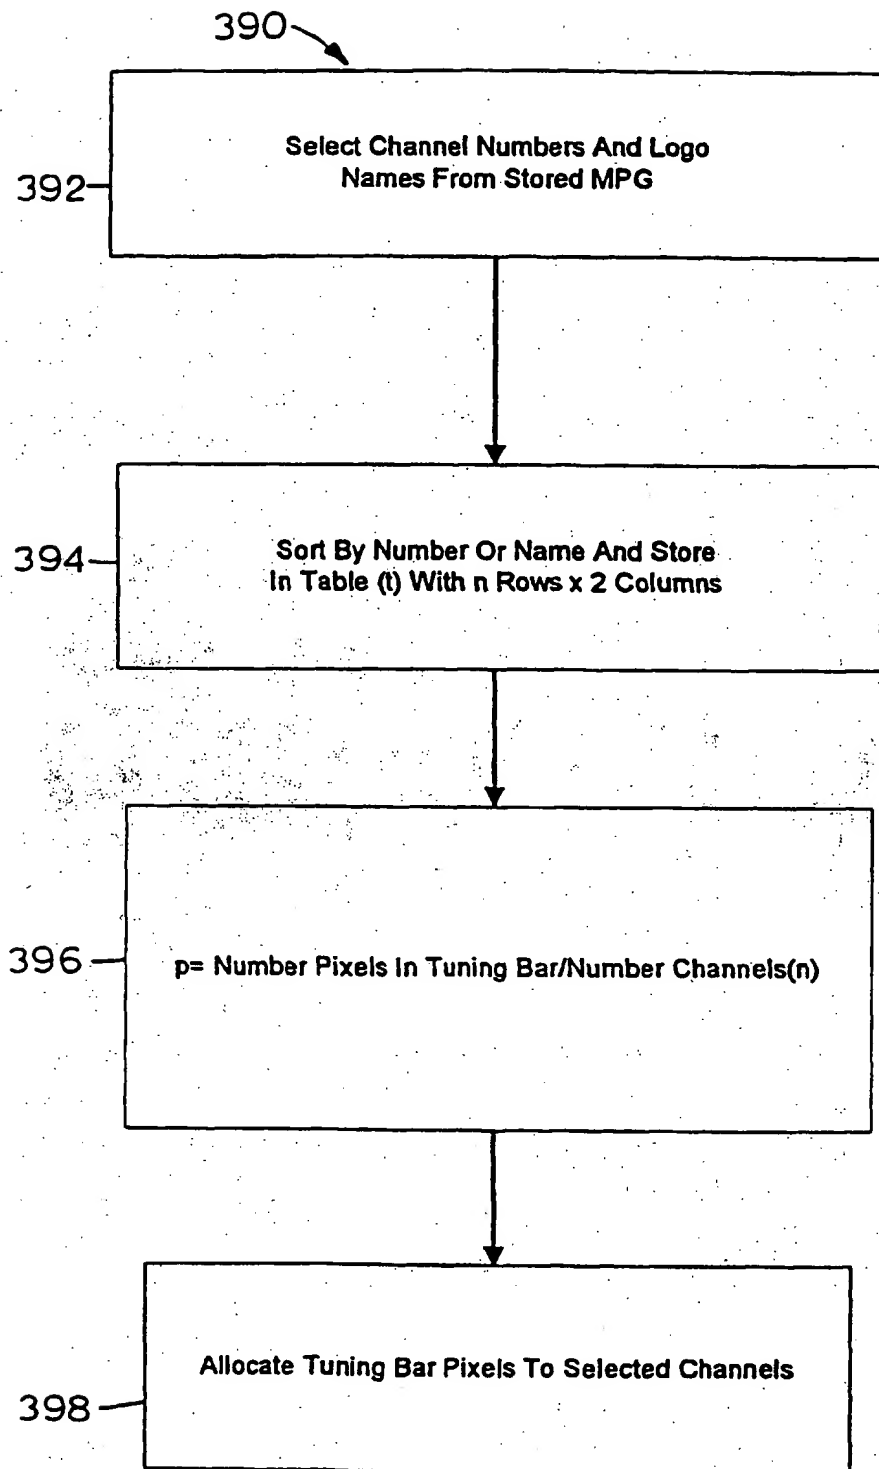 390
Select Channel Numbers And Logo
Names From Stored MPG
392
Sort By Number Or Name And Store
In Table (t) With n Rows x 2 Columns
394
p= Number Pixels In Tuning Bar/Number Channels(n)
396
Allocate Tuning Bar Pixels To Selected Channels
398